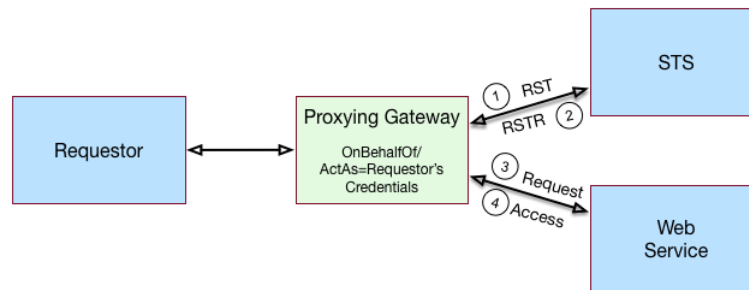 Requestor
Proxying Gateway
OnBehalfOf/
ActAs=Requestor's
Credentials
1 RST
RSTR 2
STS
3 Request
4 Access
Web
Service